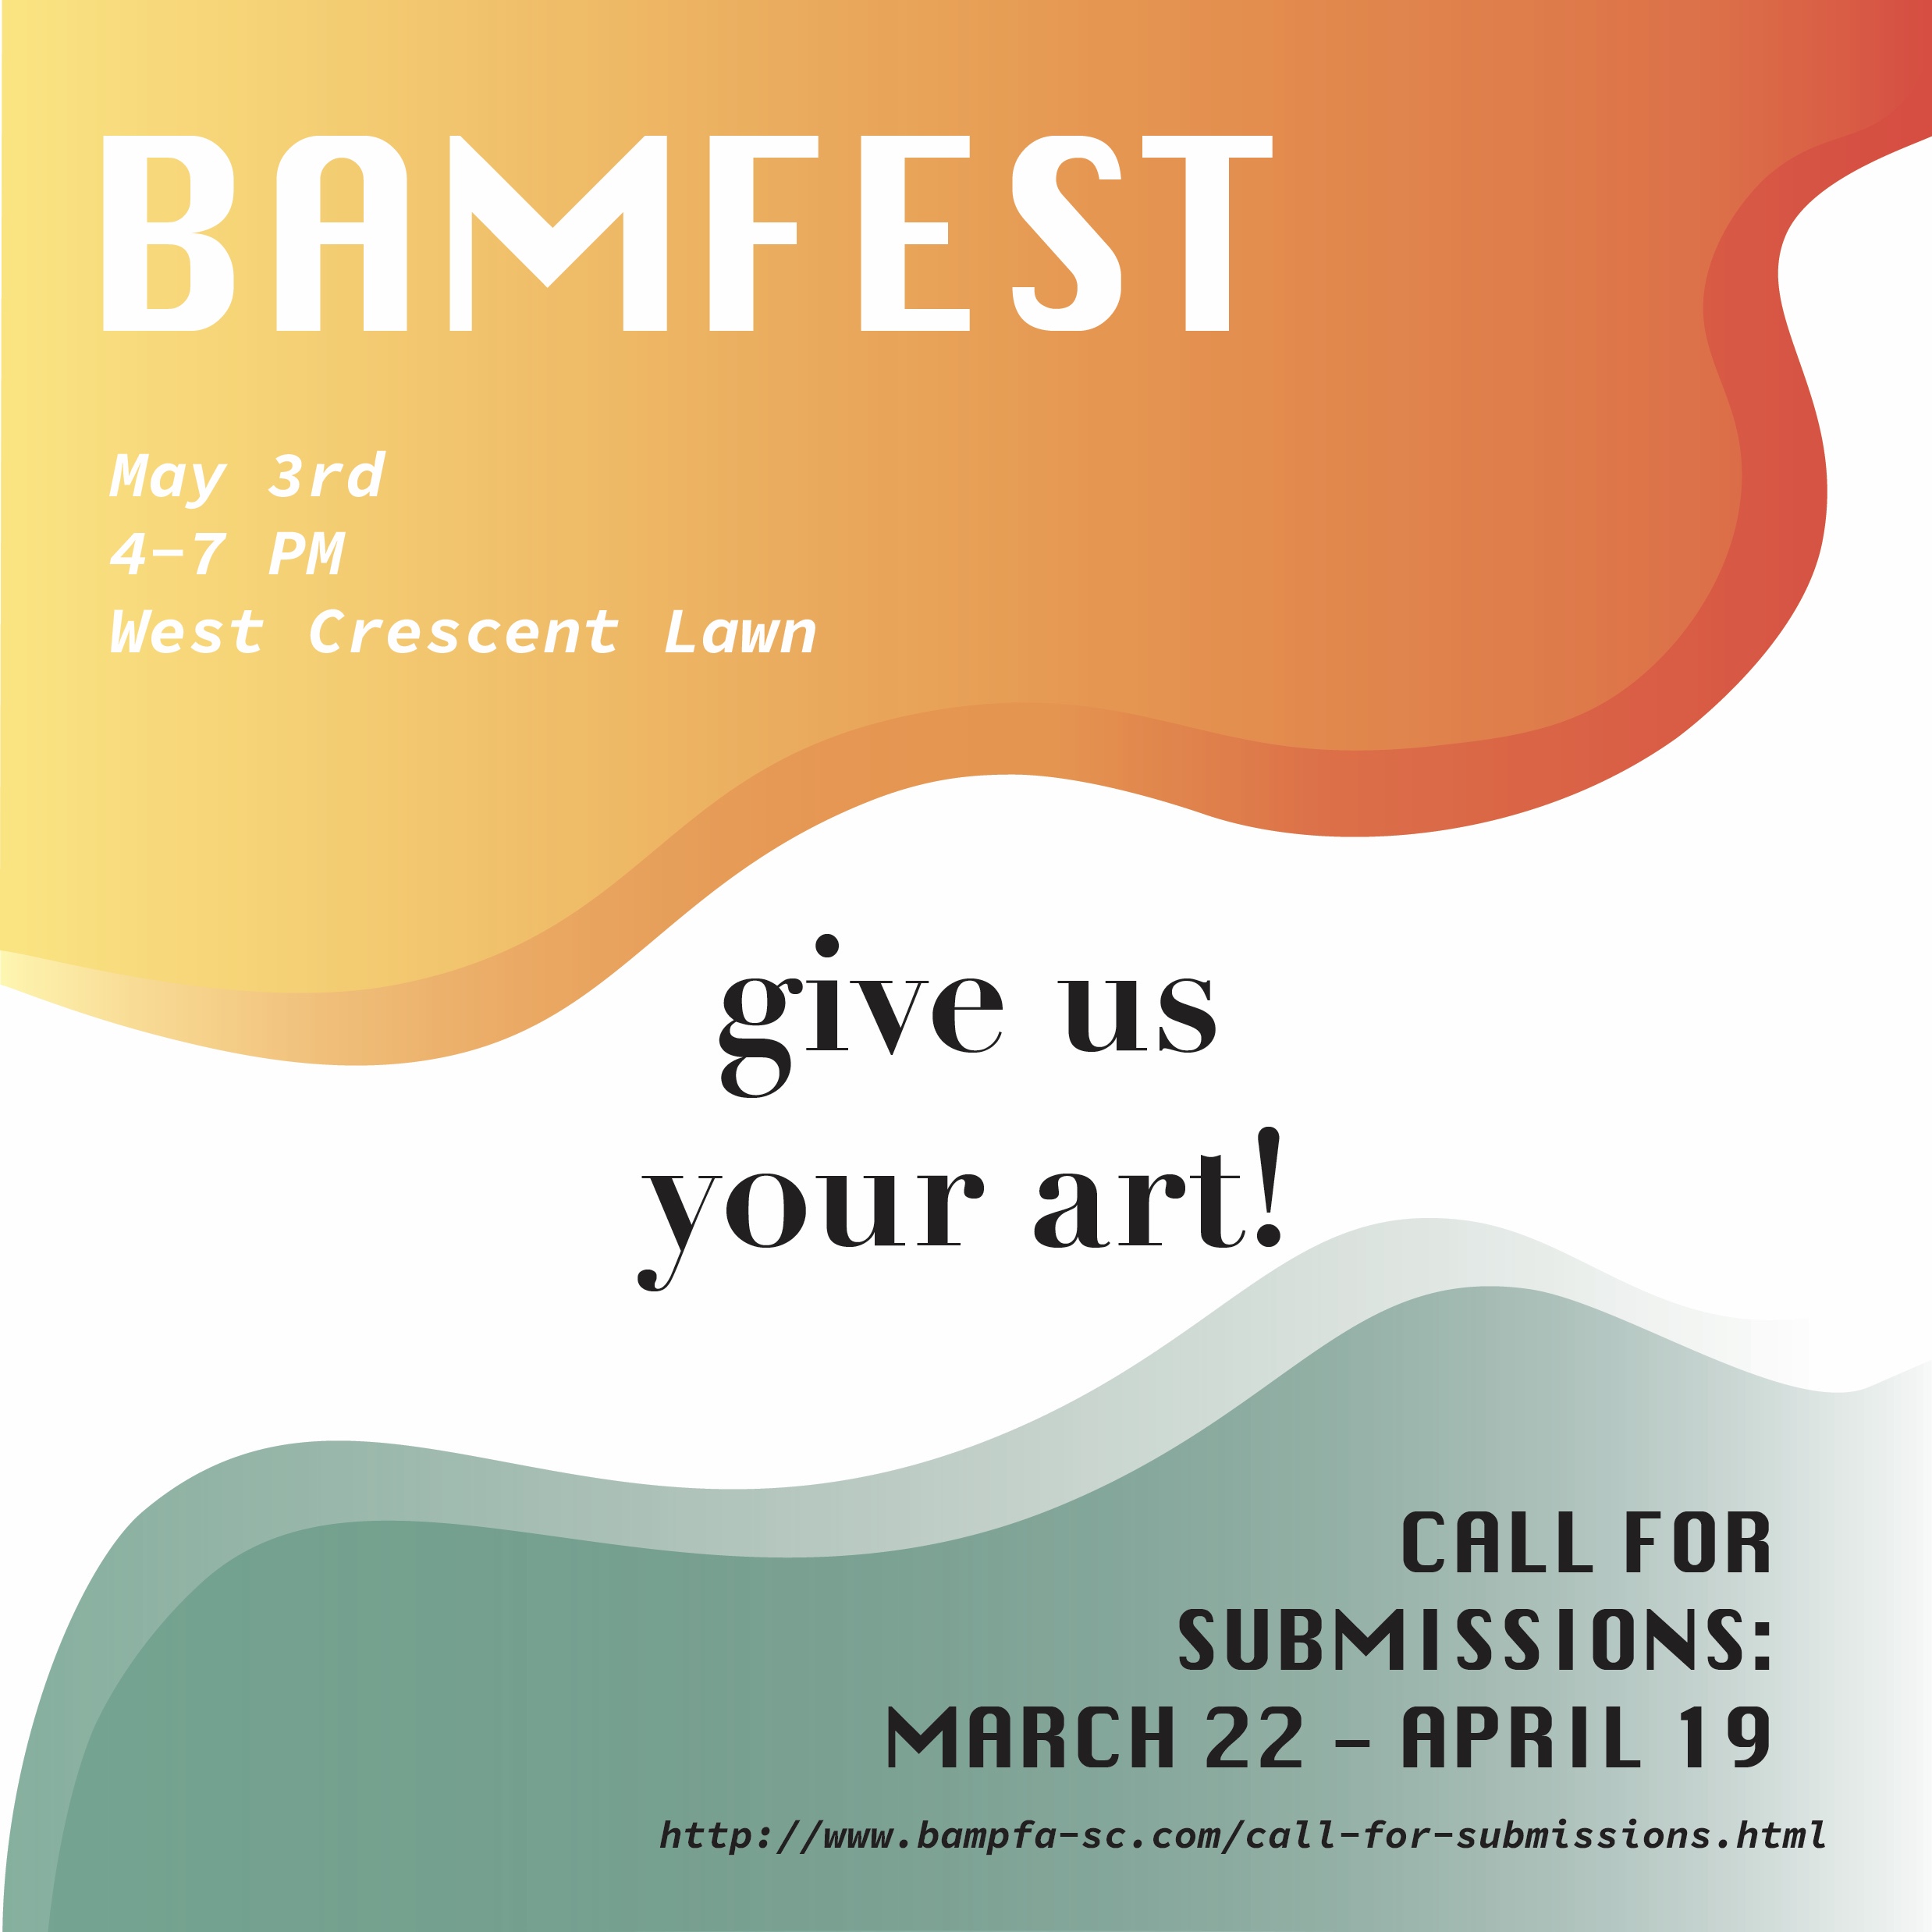 BAMFEST
May 3rd
4–7 PM
West Crescent Lawn
give us
your art!
CALL FOR
SUBMISSIONS:
MARCH 22 – APRIL 19
http://www.bampfa-sc.com/call-for-submissions.html